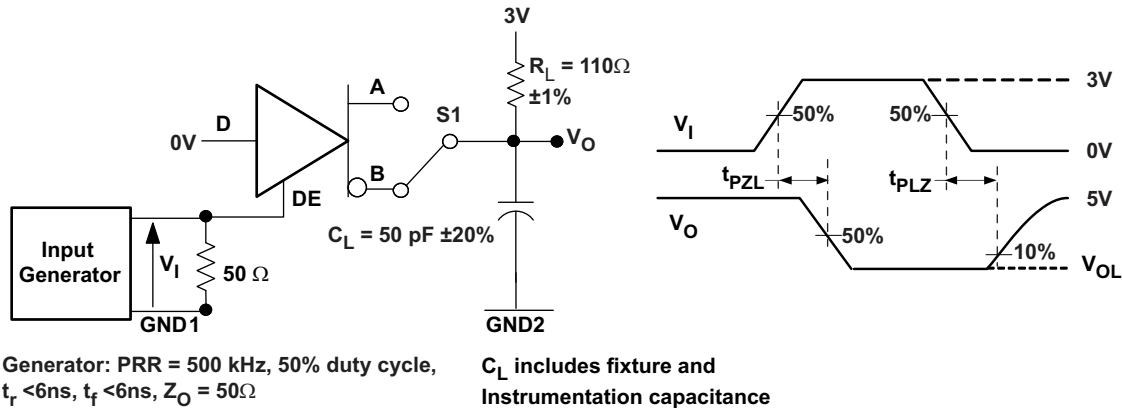 3V
R_L = 110Ω
±1%
A
S1
D
0V
V_O
B
DE
C_L = 50 pF ±20%
Input
Generator
V_I
50 Ω
GND1
GND2
Generator: PRR = 500 kHz, 50% duty cycle,
t_r <6ns, t_f <6ns, Z_O = 50Ω
C_L includes fixture and
Instrumentation capacitance
3V
V_I
50%
50%
0V
t_PZL
t_PLZ
5V
V_O
50%
10%
V_OL